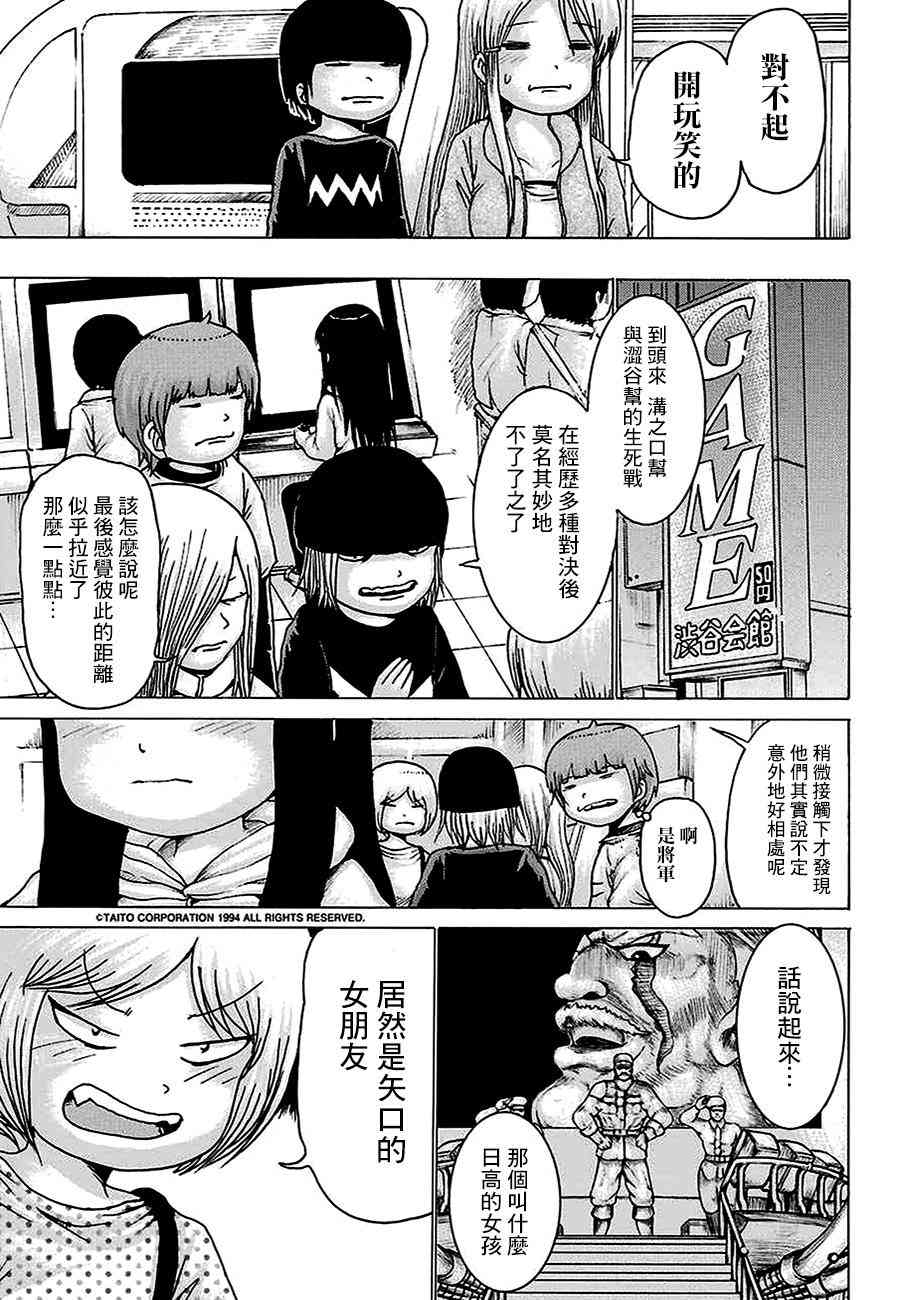 對不起
開玩笑的
GAME
50円
渋谷会館
到頭來 溝之口幫
與澀谷幫的生死戰
在經歷多種對決後
莫名其妙地
不了了之了
該怎麼說呢
最後感覺彼此的距離
似乎拉近了
那麼一點點…
稍微接觸下才發現
他們其實說不定
意外地好相處呢
啊
是將軍
©TAITO CORPORATION 1994 ALL RIGHTS RESERVED.
話說起來…
那個叫什麼
日高的女孩
居然是矢口的
女朋友